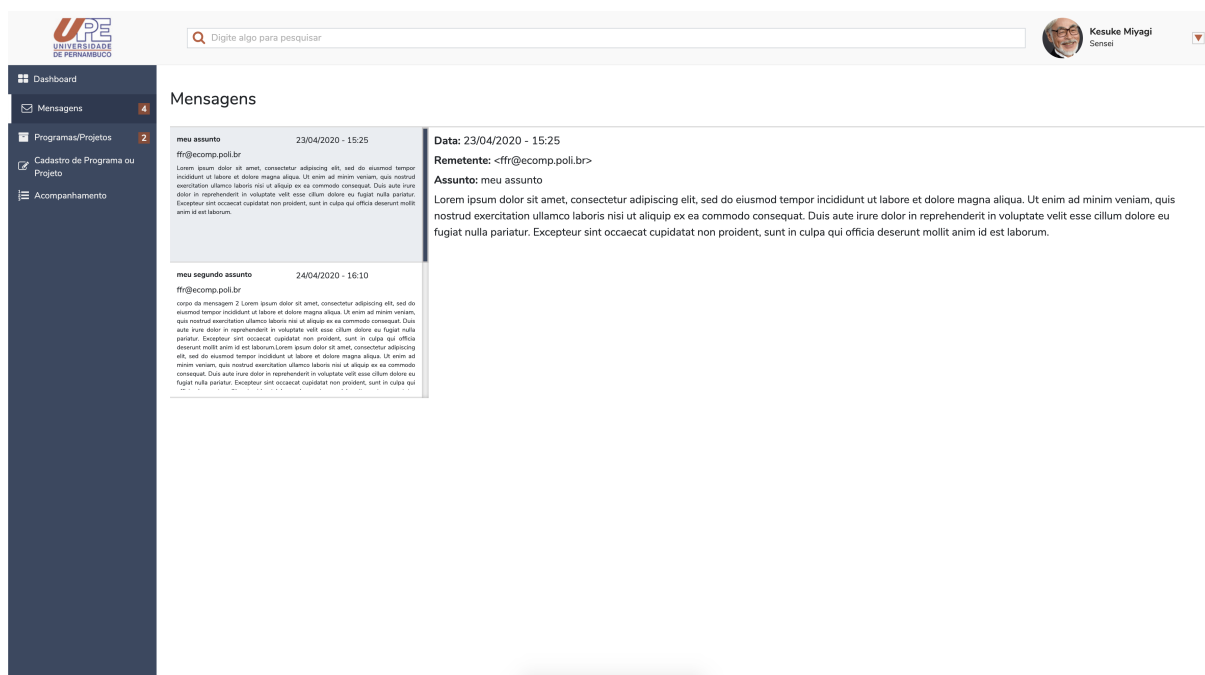 UPE
UNIVERSIDADE
DE PERNAMBUCO
Digite algo para pesquisar
Kesuke Miyagi
Sensei
Dashboard
Mensagens 4
Programas/Projetos 2
Cadastro de Programa ou
Projeto
Acompanhamento
Mensagens
meu assunto 23/04/2020 - 15:25
ffr@ecomp.poli.br
Lorem ipsum dolor sit amet, consectetur adipiscing elit, sed do eiusmod tempor
incididunt ut labore et dolore magna aliqua. Ut enim ad minim veniam, quis nostrud
exercitation ullamco laboris nisi ut aliquip ex ea commodo consequat. Duis aute irure
dolor in reprehenderit in voluptate velit esse cillum dolore eu fugiat nulla pariatur.
Excepteur sint occaecat cupidatat non proident, sunt in culpa qui officia deserunt mollit
anim id est laborum.
meu segundo assunto 24/04/2020 - 16:10
ffr@ecomp.poli.br
corpo da mensagem 2 Lorem ipsum dolor sit amet, consectetur adipiscing elit, sed do
eiusmod tempor incididunt ut labore et dolore magna aliqua. Ut enim ad minim veniam,
quis nostrud exercitation ullamco laboris nisi ut aliquip ex ea commodo consequat. Duis
aute irure dolor in reprehenderit in voluptate velit esse cillum dolore eu fugiat nulla
pariatur. Excepteur sint occaecat cupidatat non proident, sunt in culpa qui officia
deserunt mollit anim id est laborum.Lorem ipsum dolor sit amet, consectetur adipiscing
elit, sed do eiusmod tempor incididunt ut labore et dolore magna aliqua. Ut enim ad
minim veniam, quis nostrud exercitation ullamco laboris nisi ut aliquip ex ea commodo
consequat. Duis aute irure dolor in reprehenderit in voluptate velit esse cillum dolore eu
fugiat nulla pariatur. Excepteur sint occaecat cupidatat non proident, sunt in culpa qui
Data: 23/04/2020 - 15:25
Remetente: <ffr@ecomp.poli.br>
Assunto: meu assunto
Lorem ipsum dolor sit amet, consectetur adipiscing elit, sed do eiusmod tempor incididunt ut labore et dolore magna aliqua. Ut enim ad minim veniam, quis
nostrud exercitation ullamco laboris nisi ut aliquip ex ea commodo consequat. Duis aute irure dolor in reprehenderit in voluptate velit esse cillum dolore eu
fugiat nulla pariatur. Excepteur sint occaecat cupidatat non proident, sunt in culpa qui officia deserunt mollit anim id est laborum.